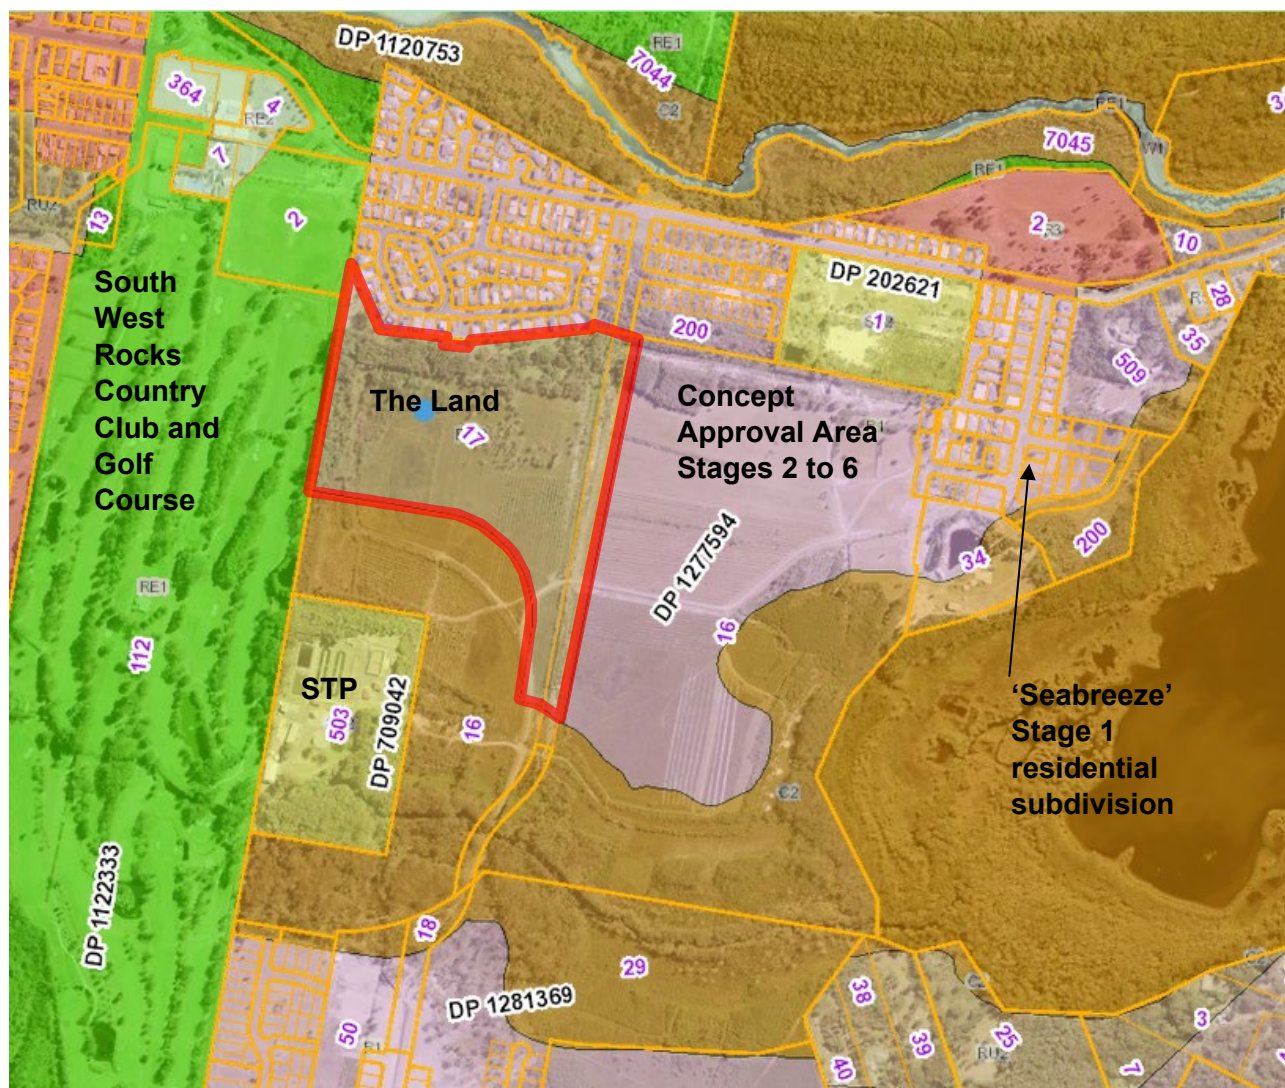 DP 1120753
RE1
7044
C2
364
4
RE2
7
RE1
7045
W1
2
13
2
10
South
West
Rocks
Country
Club and
Golf
Course
DP 202621
1
28
35
200
509
The Land
17
Concept
Approval Area
Stages 2 to 6
DP 1277594
34
200
RE1
112
16
STP
503
DP 709042
16
‘Seabreeze’
Stage 1
residential
subdivision
C2
DP 1122333
18
29
DP 1281369
50
R1
38
39
40
25
RU2
7
3